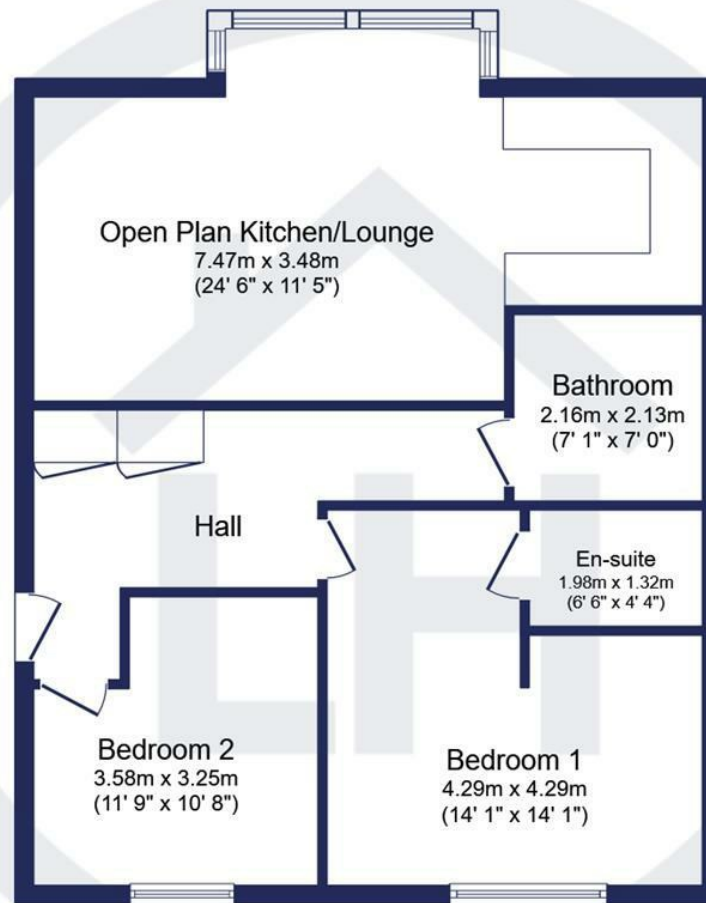 Open Plan Kitchen/Lounge
7.47m x 3.48m
(24' 6" x 11' 5")
Bathroom
2.16m x 2.13m
(7' 1" x 7' 0")
Hall
En-suite
1.98m x 1.32m
(6' 6" x 4' 4")
Bedroom 2
3.58m x 3.25m
(11' 9" x 10' 8")
Bedroom 1
4.29m x 4.29m
(14' 1" x 14' 1")
LH